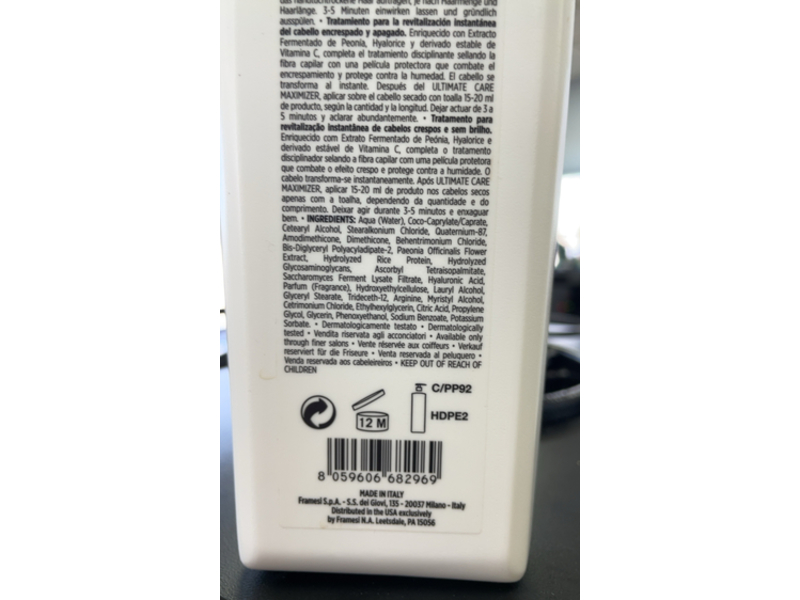 das handtuchtrockene Haar auftragen, je nach Haarmenge und
Haarlänge. 3-5 Minuten einwirken lassen und gründlich
ausspülen. • Tratamiento para la revitalización instantánea
del cabello encrespado y apagado. Enriquecido con Extracto
Fermentado de Peonia, Hyalorice y derivado estable de
Vitamina C, completa el tratamiento disciplinante sellando la
fibra capilar con una película protectora que combate el
encrespamiento y protege contra la humedad. El cabello se
transforma al instante. Después del ULTIMATE CARE
MAXIMIZER, aplicar sobre el cabello secado con toalla 15-20 ml
de producto, según la cantidad y la longitud. Dejar actuar de 3 a
5 minutos y aclarar abundantemente. • Tratamento para
revitalização instantânea de cabelos crespos e sem brilho.
Enriquecido com Extrato Fermentado de Peónia, Hyalorice e
derivado estável de Vitamina C, completa o tratamento
disciplinador selando a fibra capilar com uma película protetora
que combate o efeito crespo e protege contra a humidade. O
cabelo transforma-se instantaneamente. Após ULTIMATE CARE
MAXIMIZER, aplicar 15-20 ml de produto nos cabelos secos
apenas com a toalha, dependendo da quantidade e do
comprimento. Deixar agir durante 3-5 minutos e enxaguar
bem. • INGREDIENTS: Aqua (Water), Coco-Caprylate/Caprate,
Cetearyl Alcohol, Stearalkonium Chloride, Quaternium-87,
Amodimethicone, Dimethicone, Behentrimonium Chloride,
Bis-Diglyceryl Polyacyladipate-2, Paeonia Officinalis Flower
Extract, Hydrolyzed Rice Protein, Hydrolyzed
Glycosaminoglycans, Ascorbyl Tetraisopalmitate,
Saccharomyces Ferment Lysate Filtrate, Hyaluronic Acid,
Parfum (Fragrance), Hydroxyethylcellulose, Lauryl Alcohol,
Glyceryl Stearate, Trideceth-12, Arginine, Myristyl Alcohol,
Cetrimonium Chloride, Ethylhexylglycerin, Citric Acid, Propylene
Glycol, Glycerin, Phenoxyethanol, Sodium Benzoate, Potassium
Sorbate. • Dermatologicamente testato • Dermatologically
tested • Vendita riservata agli acconciatori • Available only
through finer salons • Vente réservée aux coiffeurs • Verkauf
reserviert für die Friseure • Venta reservada al peluquero •
Venda reservada aos cabeleireiros • KEEP OUT OF REACH OF
CHILDREN
C/PP92
12 M
HDPE2
8 059606 682969
MADE IN ITALY
Framesi S.p.A. - S.S. dei Giovi, 135 - 20037 Milano - Italy
Distributed in the USA exclusively
by Framesi N.A. Leetsdale, PA 15056